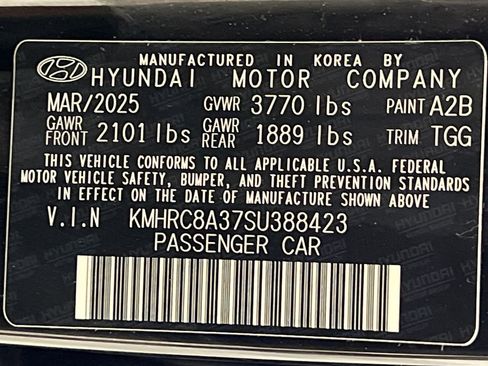 MANUFACTURED IN KOREA BY
HYUNDAI MOTOR COMPANY
MAR/2025 GVWR 3770 lbs PAINT A2B
GAWR FRONT 2101 lbs GAWR REAR 1889 lbs TRIM TGG
THIS VEHICLE CONFORMS TO ALL APPLICABLE U.S.A. FEDERAL
MOTOR VEHICLE SAFETY, BUMPER, AND THEFT PREVENTION STANDARDS
IN EFFECT ON THE DATE OF MANUFACTURE SHOWN ABOVE
V.I.N KMHRC8A37SU388423
PASSENGER CAR